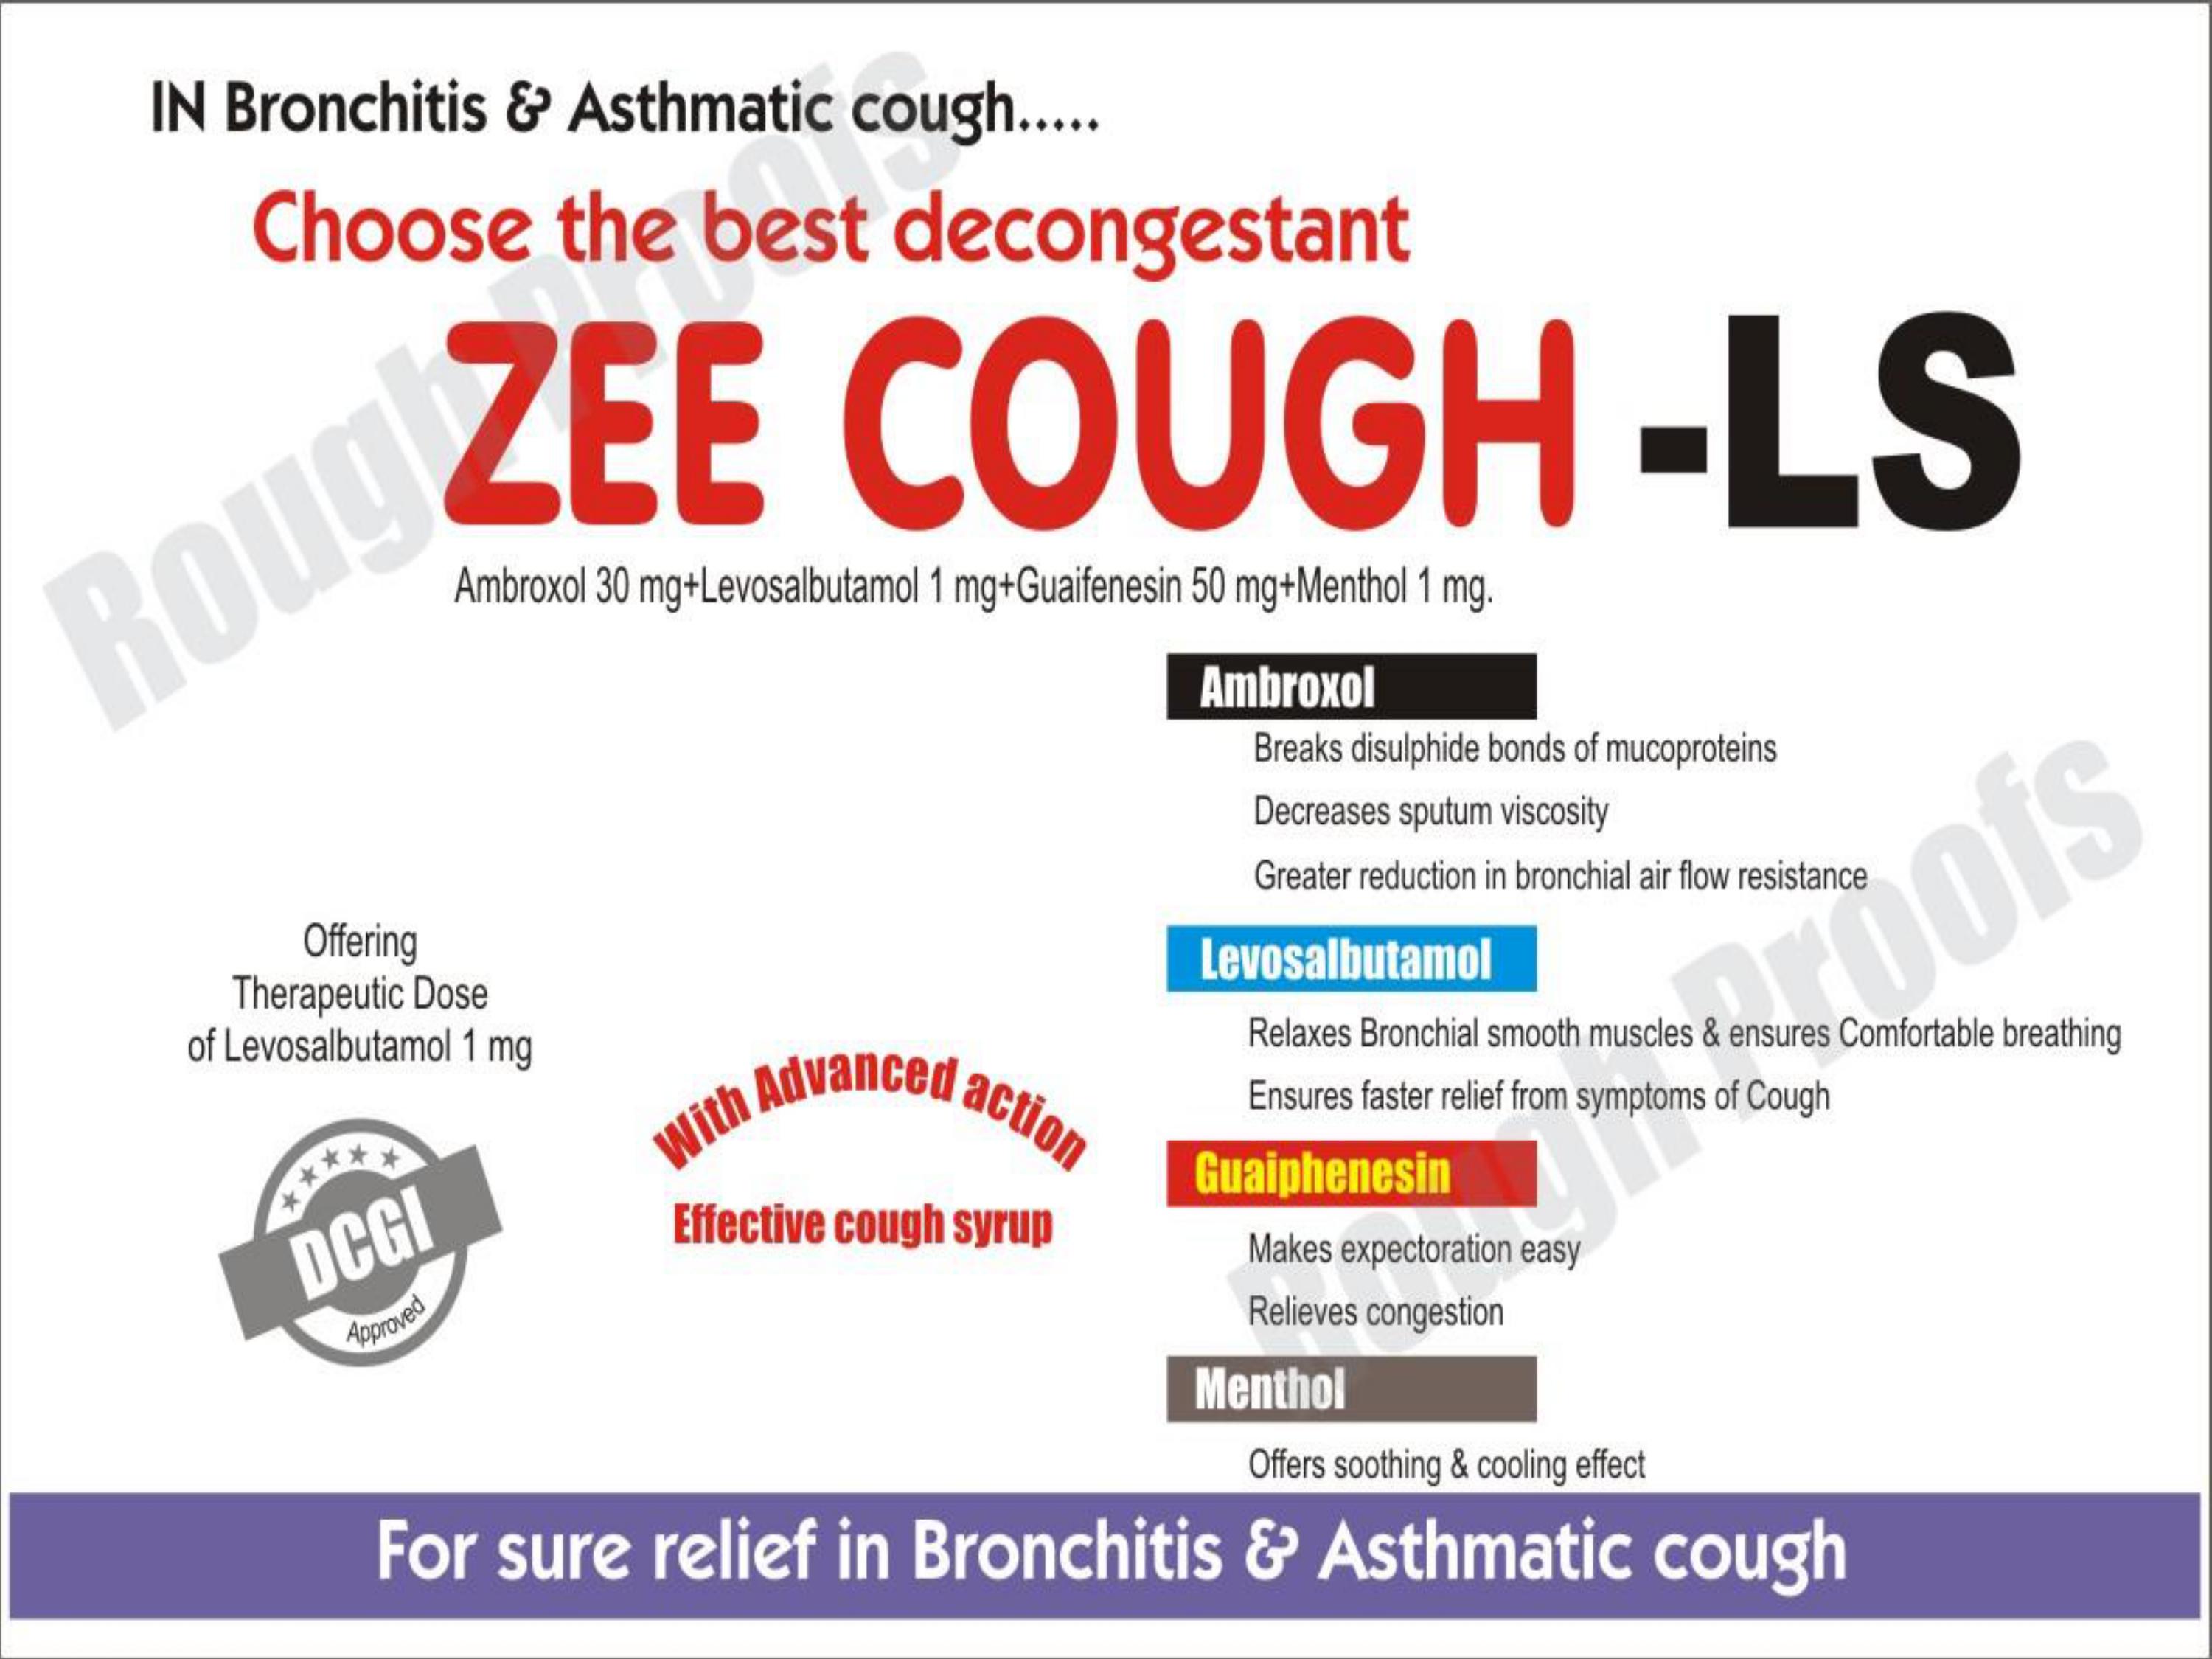 IN Bronchitis & Asthmatic cough.....
Choose the best decongestant
ZEE COUGH -LS
Ambroxol 30 mg+Levosalbutamol 1 mg+Guaifenesin 50 mg+Menthol 1 mg.
Ambroxol
Breaks disulphide bonds of mucoproteins
Decreases sputum viscosity
Greater reduction in bronchial air flow resistance
Offering
Therapeutic Dose
of Levosalbutamol 1 mg
DCGI
Approved
With Advanced action
Effective cough syrup
Levosalbutamol
Relaxes Bronchial smooth muscles & ensures Comfortable breathing
Ensures faster relief from symptoms of Cough
Guaiphenesin
Makes expectoration easy
Relieves congestion
Menthol
Offers soothing & cooling effect
For sure relief in Bronchitis & Asthmatic cough
Rough Proofs
Rough Proofs